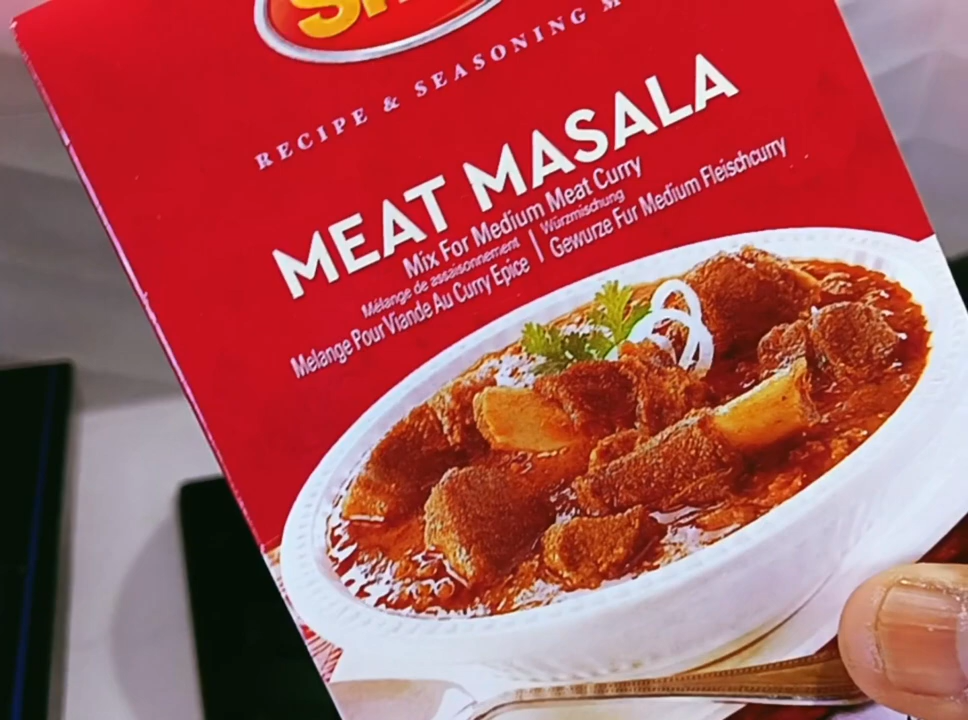 RECIPE & SEASONING
MEAT MASALA
Mix For Medium Meat Curry
Mélange de assaisonnement
Melange Pour Viande Au Curry Epice
Würzmischung
Gewurze Fur Medium Fleischcurry